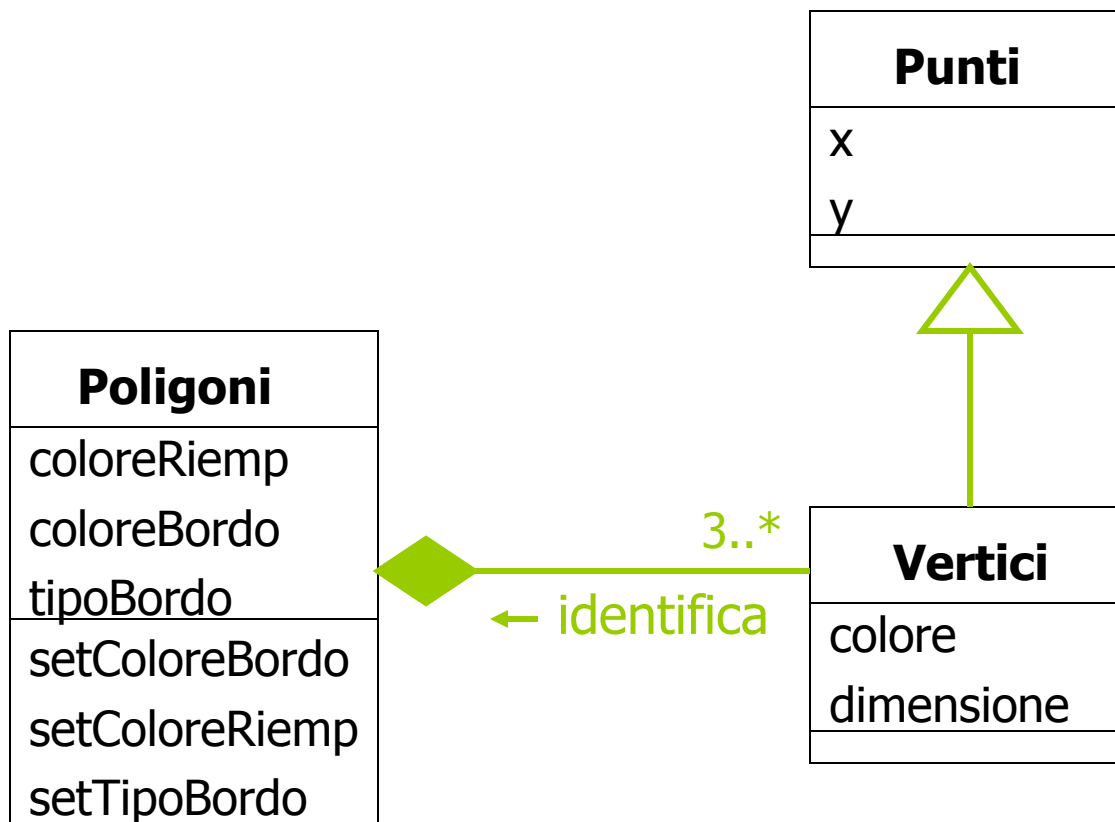 Punti
x
y
Poligoni
coloreRiemp
coloreBordo
tipoBordo
setColoreBordo
setColoreRiemp
setTipoBordo
3..*
identifica
Vertici
colore
dimensione